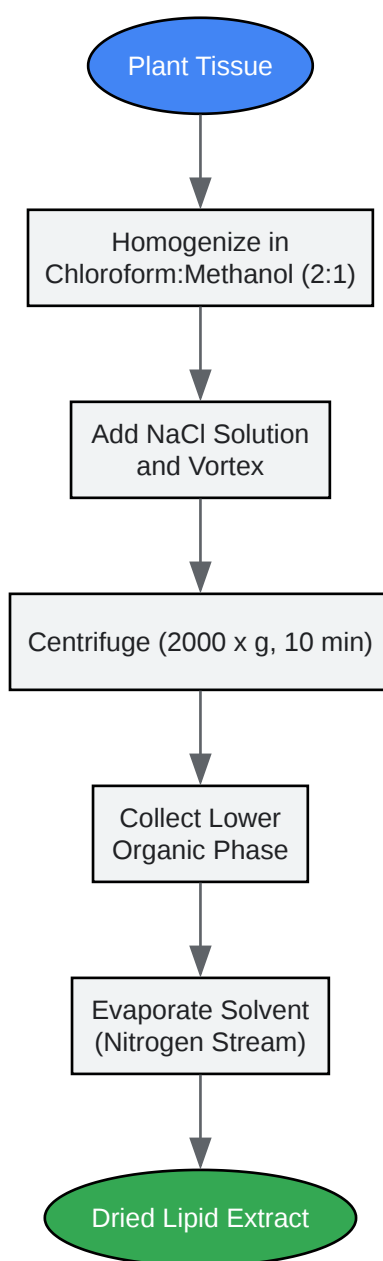 Plant Tissue
Homogenize in
Chloroform:Methanol (2:1)
Add NaCl Solution
and Vortex
Centrifuge (2000 x g, 10 min)
Collect Lower
Organic Phase
Evaporate Solvent
(Nitrogen Stream)
Dried Lipid Extract